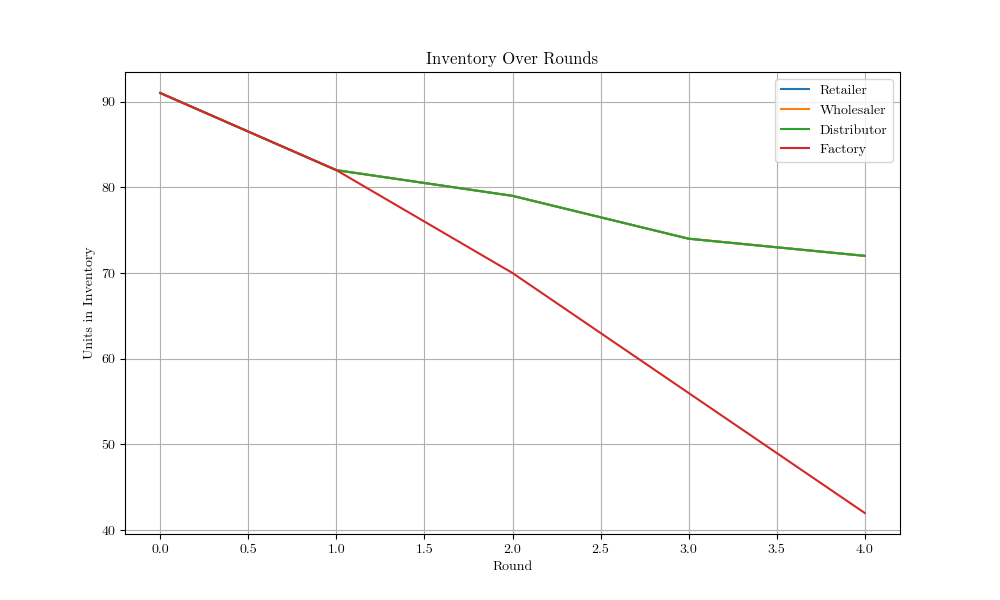 Inventory Over Rounds
Retailer
Wholesaler
Distributor
Factory
Units in Inventory
90
80
70
60
50
40
0.0 0.5 1.0 1.5 2.0 2.5 3.0 3.5 4.0
Round